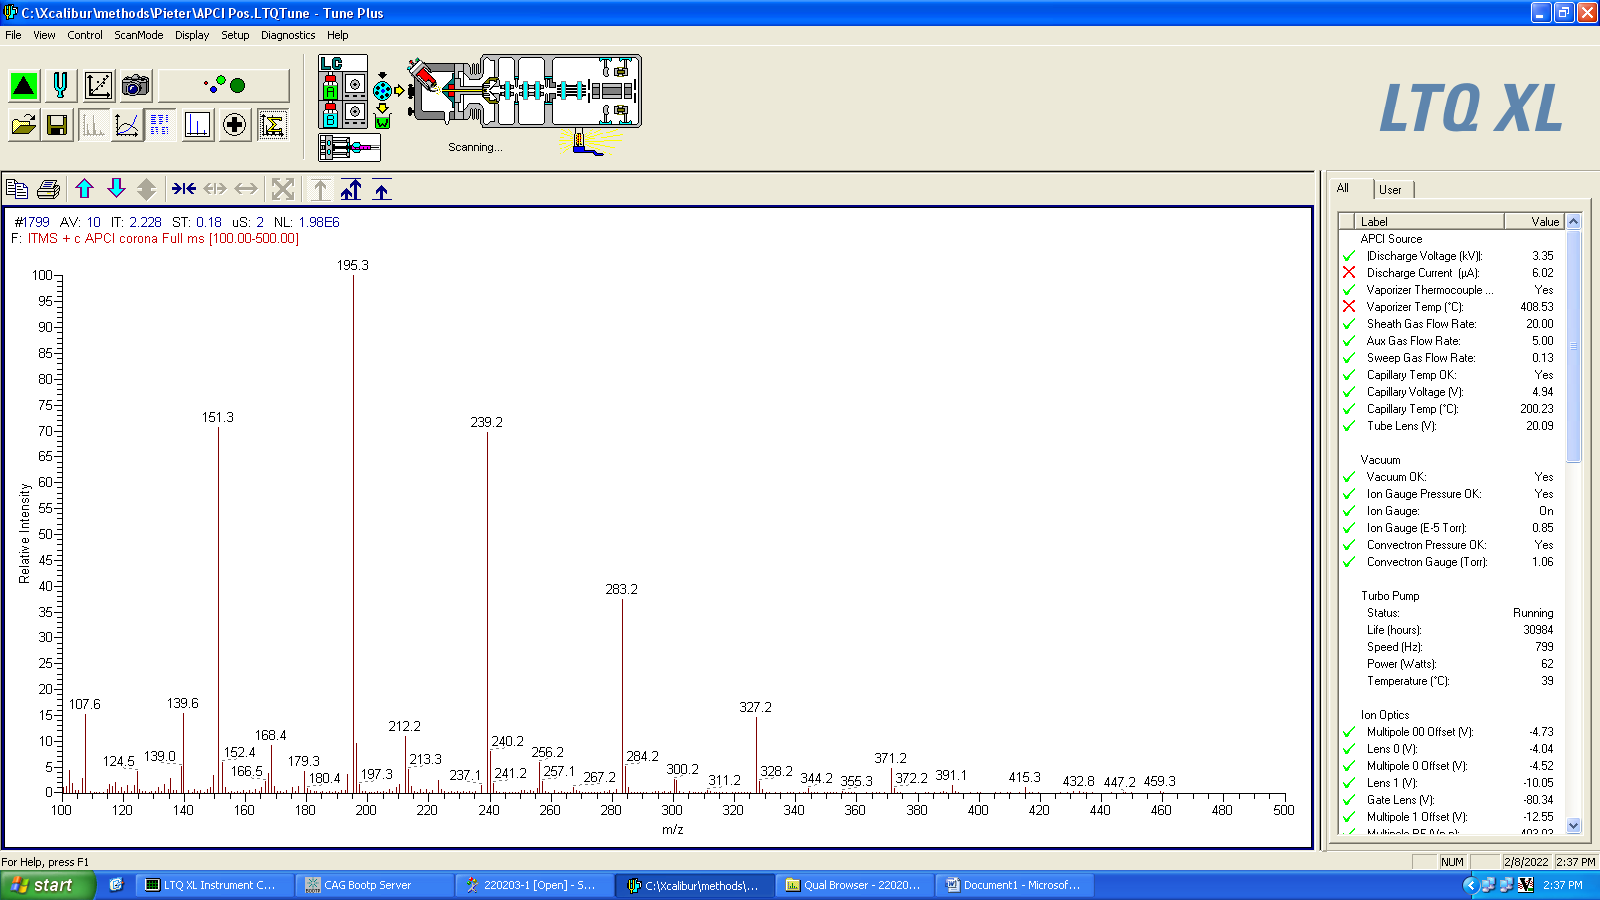 C:\Xcalibur\methods\Pieter\APCI Pos.LTQTune - Tune Plus
File View Control ScanMode Display Setup Diagnostics Help
LC
A
B
W
Scanning...
LTQ XL
#1799 AV: 10 IT: 2.228 ST: 0.18 uS: 2 NL: 1.98E6
F: ITMS + c APCI corona Full ms [100.00-500.00]
195.3
151.3
239.2
283.2
107.6
139.6
327.2
212.2
168.4
240.2
124.5
139.0
152.4
179.3
213.3
256.2
284.2
371.2
166.5
180.4
197.3
237.1
241.2
257.1
267.2
300.2
311.2
328.2
344.2
355.3
372.2
391.1
415.3
432.8
447.2
459.3
Relative Intensity
100
95
90
85
80
75
70
65
60
55
50
45
40
35
30
25
20
15
10
5
0
100 120 140 160 180 200 220 240 260 280 300 320 340 360 380 400 420 440 460 480 500
m/z
All User
Label Value
APCI Source
|Discharge Voltage (kV)|: 3.35
Discharge Current (µA): 6.02
Vaporizer Thermocouple ... Yes
Vaporizer Temp (°C): 408.53
Sheath Gas Flow Rate: 20.00
Aux Gas Flow Rate: 5.00
Sweep Gas Flow Rate: 0.13
Capillary Temp OK: Yes
Capillary Voltage (V): 4.94
Capillary Temp (°C): 200.23
Tube Lens (V): 20.09
Vacuum
Vacuum OK: Yes
Ion Gauge Pressure OK: Yes
Ion Gauge: On
Ion Gauge (E-5 Torr): 0.85
Convectron Pressure OK: Yes
Convectron Gauge (Torr): 1.06
Turbo Pump
Status: Running
Life (hours): 30984
Speed (Hz): 799
Power (Watts): 62
Temperature (°C): 39
Ion Optics
Multipole 00 Offset (V): -4.73
Lens 0 (V): -4.04
Multipole 0 Offset (V): -4.52
Lens 1 (V): -10.05
Gate Lens (V): -80.34
Multipole 1 Offset (V): -12.55
Multipole RF (Vp-p): 403.03
For Help, press F1
NUM 2/8/2022 2:37 PM
start LTQ XL Instrument C... CAG Bootp Server 220203-1 [Open] - S... C:\Xcalibur\methods\... Qual Browser - 22020... Document1 - Microsof... 2:37 PM